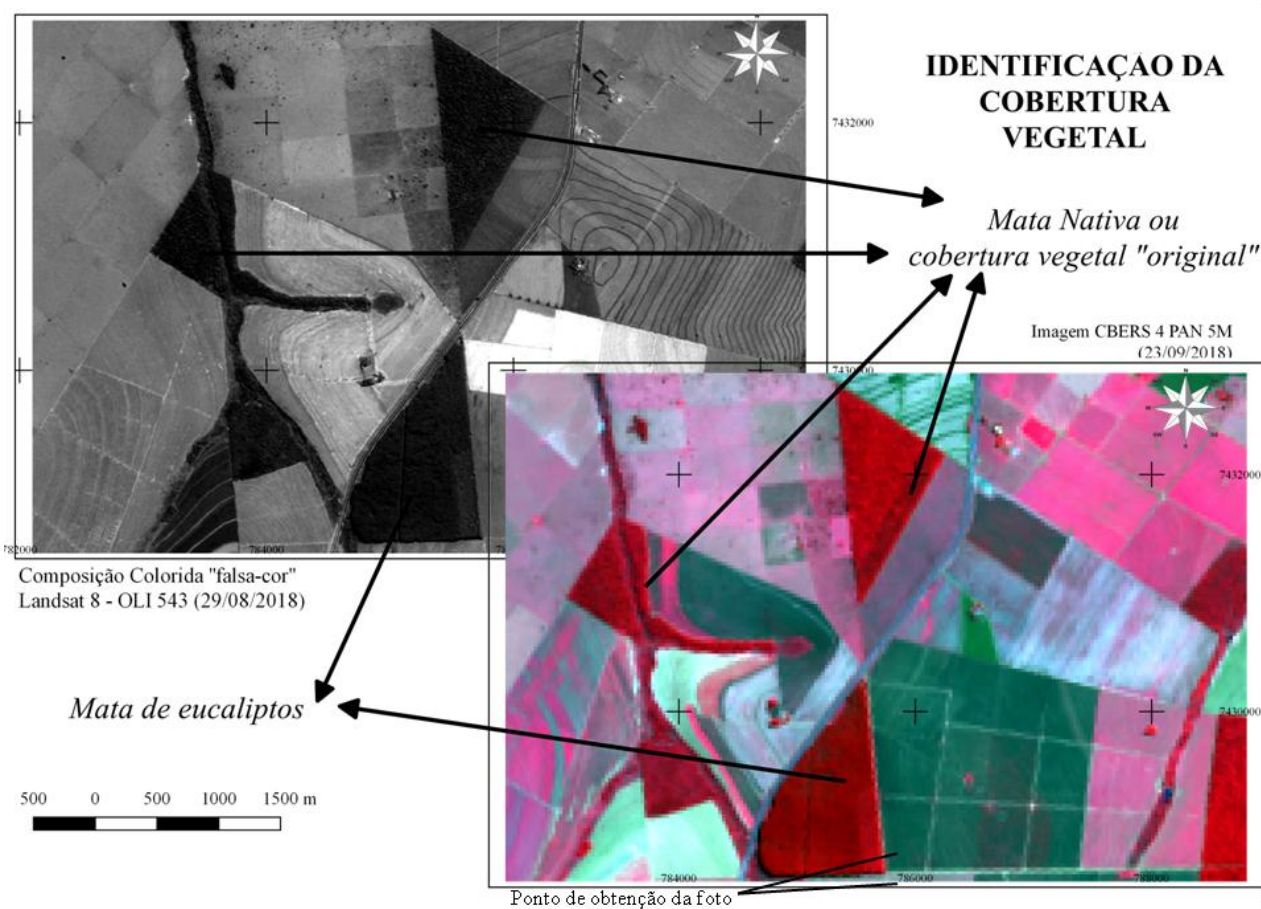 IDENTIFICAÇÃO DA
COBERTURA
VEGETAL
7432000
Mata Nativa ou
cobertura vegetal "original"
Imagem CBERS 4 PAN 5M
(23/09/2018)
782000
784000
Composição Colorida "falsa-cor"
Landsat 8 - OLI 543 (29/08/2018)
7432000
Mata de eucaliptos
7430000
500 0 500 1000 1500 m
784000
786000
788000
Ponto de obtenção da foto